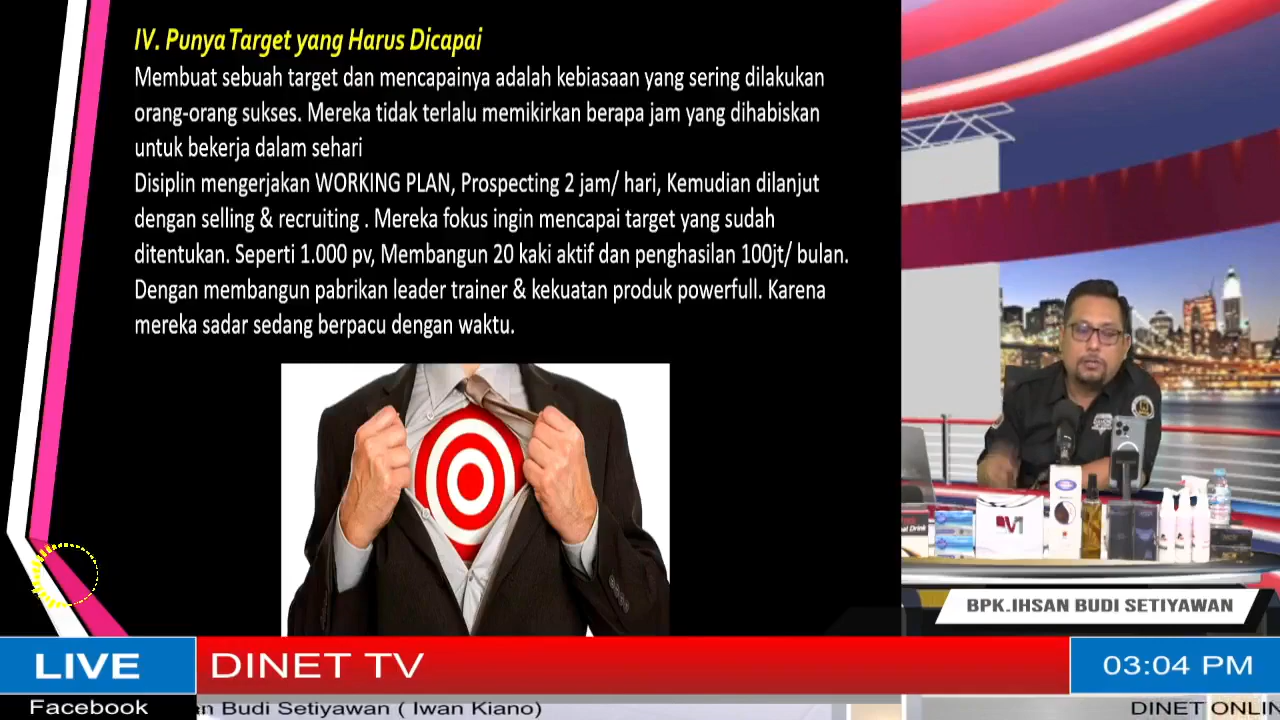 IV. Punya Target yang Harus Dicapai
Membuat sebuah target dan mencapainya adalah kebiasaan yang sering dilakukan
orang-orang sukses. Mereka tidak terlalu memikirkan berapa jam yang dihabiskan
untuk bekerja dalam sehari
Disiplin mengerjakan WORKING PLAN, Prospecting 2 jam/ hari, Kemudian dilanjut
dengan selling & recruiting . Mereka fokus ingin mencapai target yang sudah
ditentukan. Seperti 1.000 pv, Membangun 20 kaki aktif dan penghasilan 100jt/ bulan.
Dengan membangun pabrikan leader trainer & kekuatan produk powerfull. Karena
mereka sadar sedang berpacu dengan waktu.
BPK.IHSAN BUDI SETIYAWAN
LIVE
DINET TV
03:04 PM
Facebook
en Budi Setiyawan ( Iwan Kiano)
DINET ONLIN